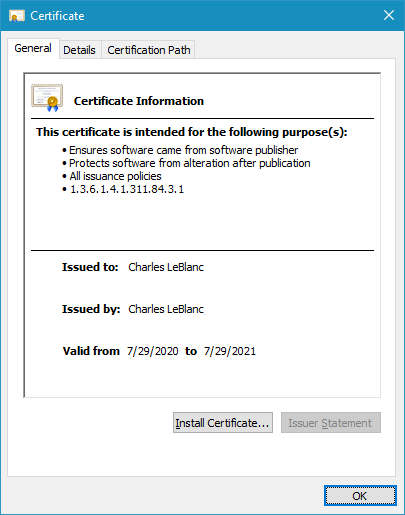 Certificate
General Details Certification Path
Certificate Information
This certificate is intended for the following purpose(s):
• Ensures software came from software publisher
• Protects software from alteration after publication
• All issuance policies
• 1.3.6.1.4.1.311.84.3.1
Issued to: Charles LeBlanc
Issued by: Charles LeBlanc
Valid from 7/29/2020 to 7/29/2021
Install Certificate... Issuer Statement
OK